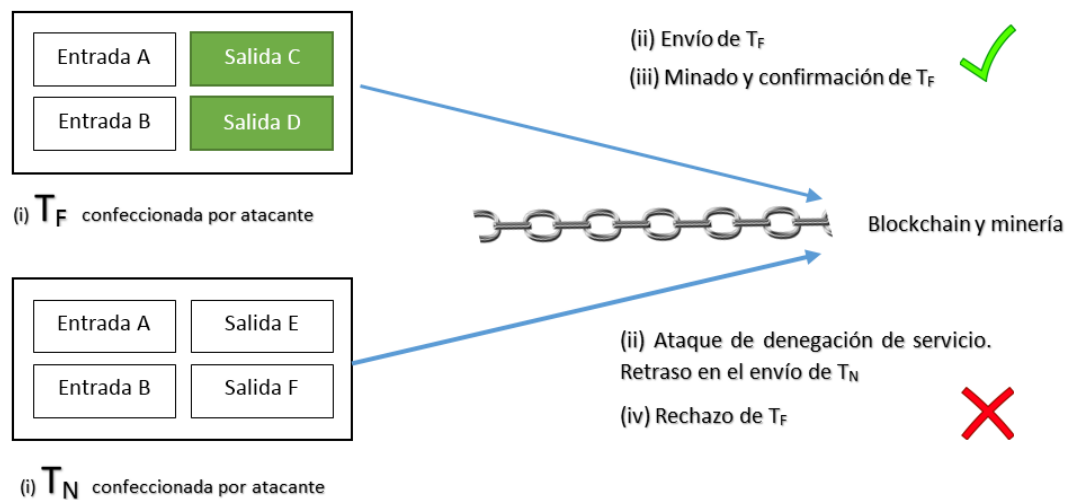 Entrada A
Salida C
Entrada B
Salida D
(i) TF confeccionada por atacante
(ii) Envío de TF
(iii) Minado y confirmación de TF
Blockchain y minería
Entrada A
Salida E
Entrada B
Salida F
(i) TN confeccionada por atacante
(ii) Ataque de denegación de servicio.
Retraso en el envío de TN
(iv) Rechazo de TF